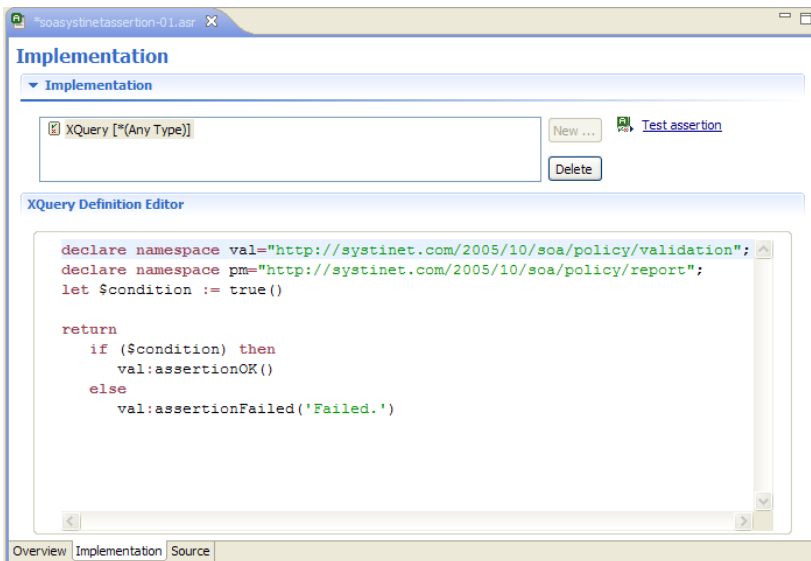 *soasystinetassertion-01.asr
Implementation
Implementation
XQuery [*(Any Type)]
New ...
Test assertion
Delete
XQuery Definition Editor
declare namespace val="http://systinet.com/2005/10/soa/policy/validation";
declare namespace pm="http://systinet.com/2005/10/soa/policy/report";
let $condition := true()
return
if ($condition) then
val:assertionOK()
else
val:assertionFailed('Failed.')
Overview Implementation Source